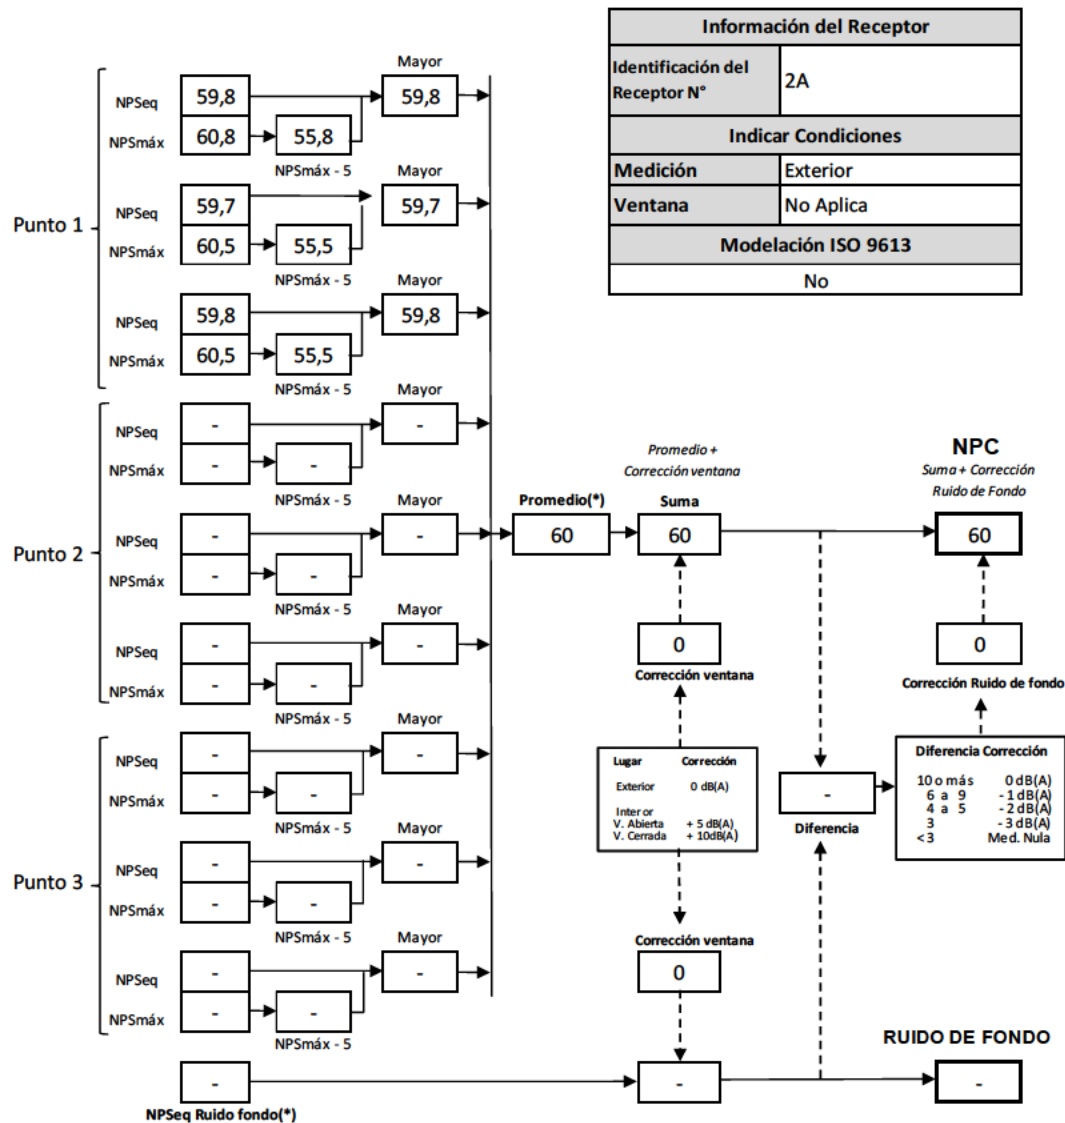 Información del Receptor
Identificación del
Receptor N°
2A
Indicar Condiciones
Medición Exterior
Ventana No Aplica
Modelación ISO 9613
No
Punto 1
Mayor
NPSeq 59,8 59,8
NPSmáx 60,8 55,8
NPSmáx - 5
Mayor
NPSeq 59,7 59,7
NPSmáx 60,5 55,5
NPSmáx - 5
Mayor
NPSeq 59,8 59,8
NPSmáx 60,5 55,5
NPSmáx - 5
Punto 2
Mayor
NPSeq - -
NPSmáx - -
NPSmáx - 5
Mayor
NPSeq - -
NPSmáx - -
NPSmáx - 5
Mayor
NPSeq - -
NPSmáx - -
NPSmáx - 5
Punto 3
Mayor
NPSeq - -
NPSmáx - -
NPSmáx - 5
Mayor
NPSeq - -
NPSmáx - -
NPSmáx - 5
Mayor
NPSeq - -
NPSmáx - -
NPSmáx - 5
-
NPSeq Ruido fondo(*)
Promedio(*)
60
Promedio +
Corrección ventana
Suma
60
0
Corrección ventana
Lugar Corrección
Exterior 0 dB(A)
Inter or
V. Abierta + 5 dB(A)
V. Cerrada + 10dB(A)
Corrección ventana
0
-
-
Diferencia
NPC
Suma + Corrección
Ruido de Fondo
60
0
Corrección Ruido de fondo
Diferencia Corrección
10 o más 0 dB(A)
6 a 9 - 1 dB(A)
4 a 5 - 2 dB(A)
3 -3 dB(A)
< 3 Med. Nula
RUIDO DE FONDO
-